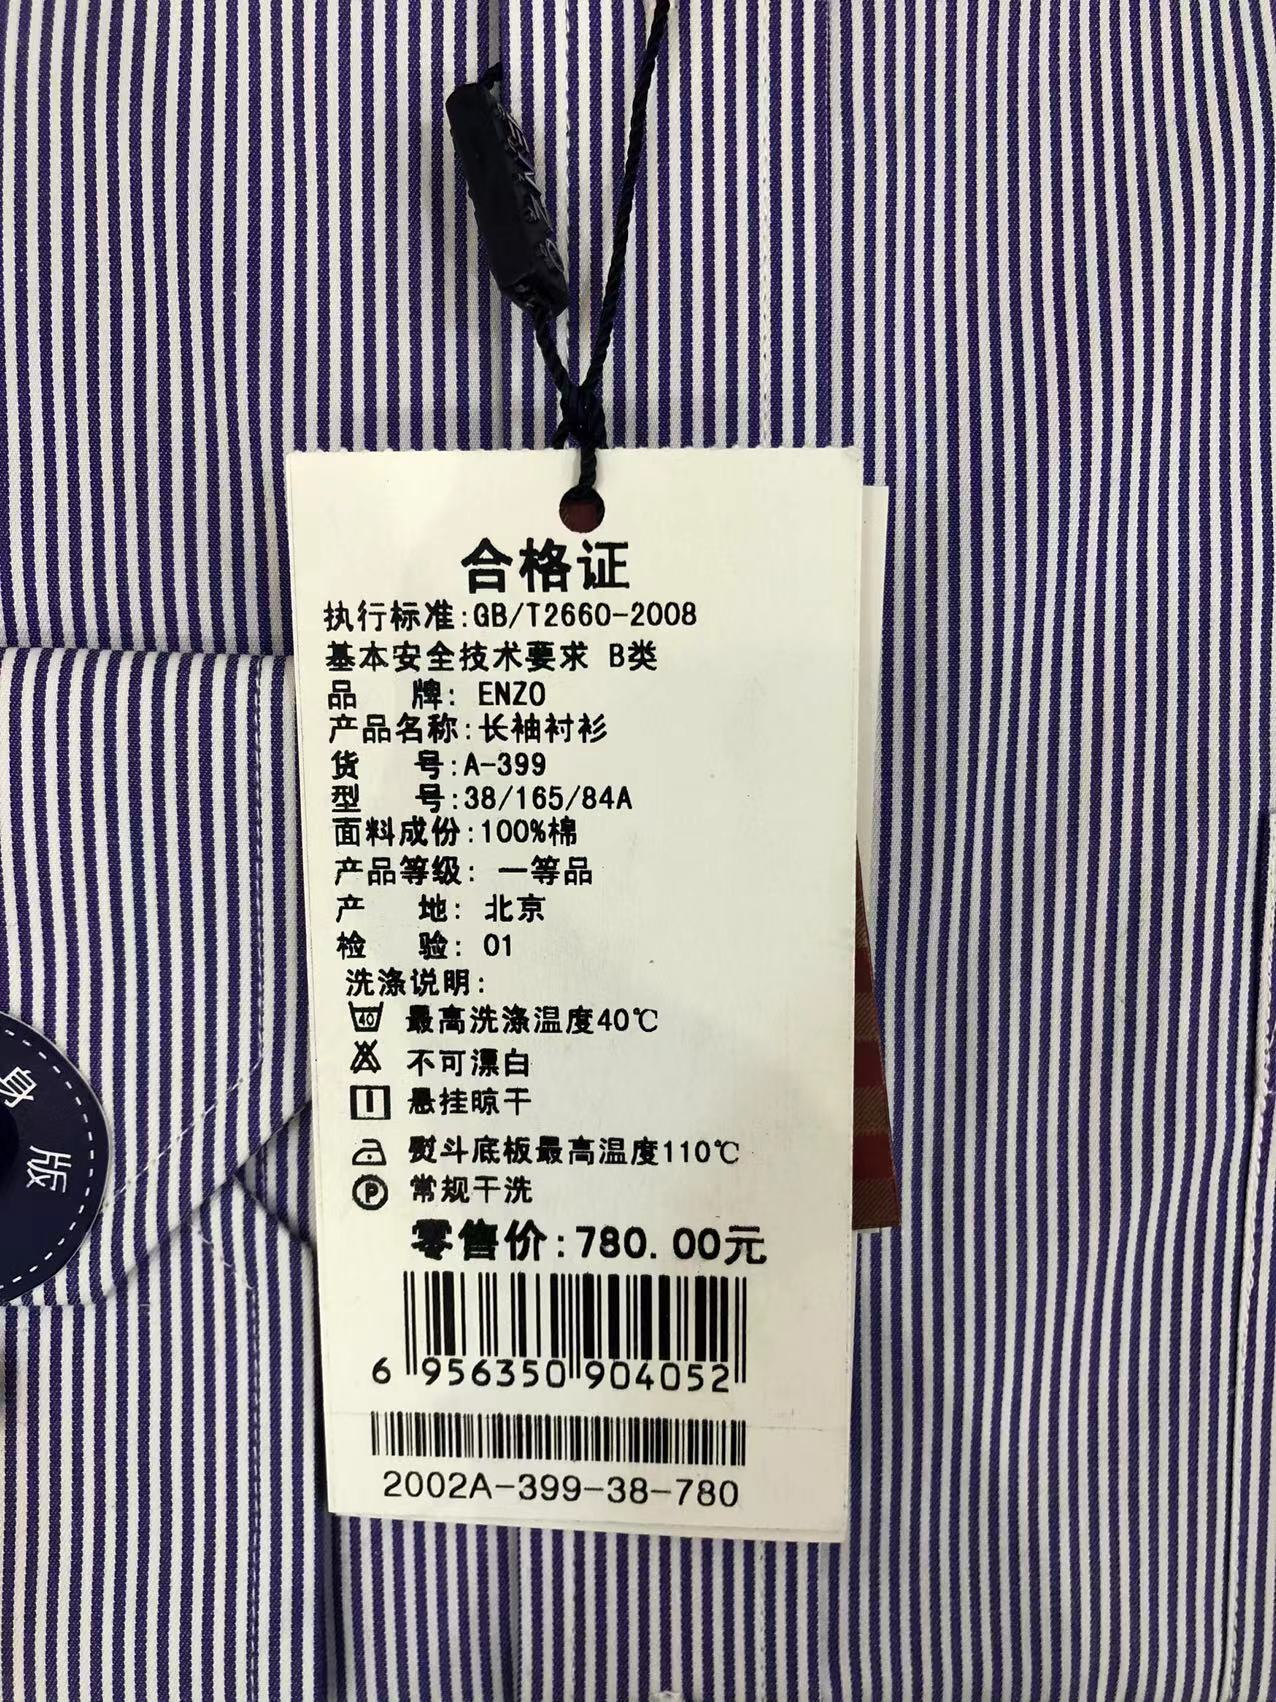 合格证
执行标准:GB/T2660-2008
基本安全技术要求 B类
品 牌: ENZO
产品名称:长袖衬衫
货 号:A-399
型 号:38/165/84A
面料成份:100%棉
产品等级: 一等品
产 地: 北京
检 验: 01
洗涤说明:
40 最高洗涤温度40℃
不可漂白
悬挂晾干
熨斗底板最高温度110℃
P 常规干洗
零售价:780.00元
6 956350 904052
2002A-399-38-780
身版